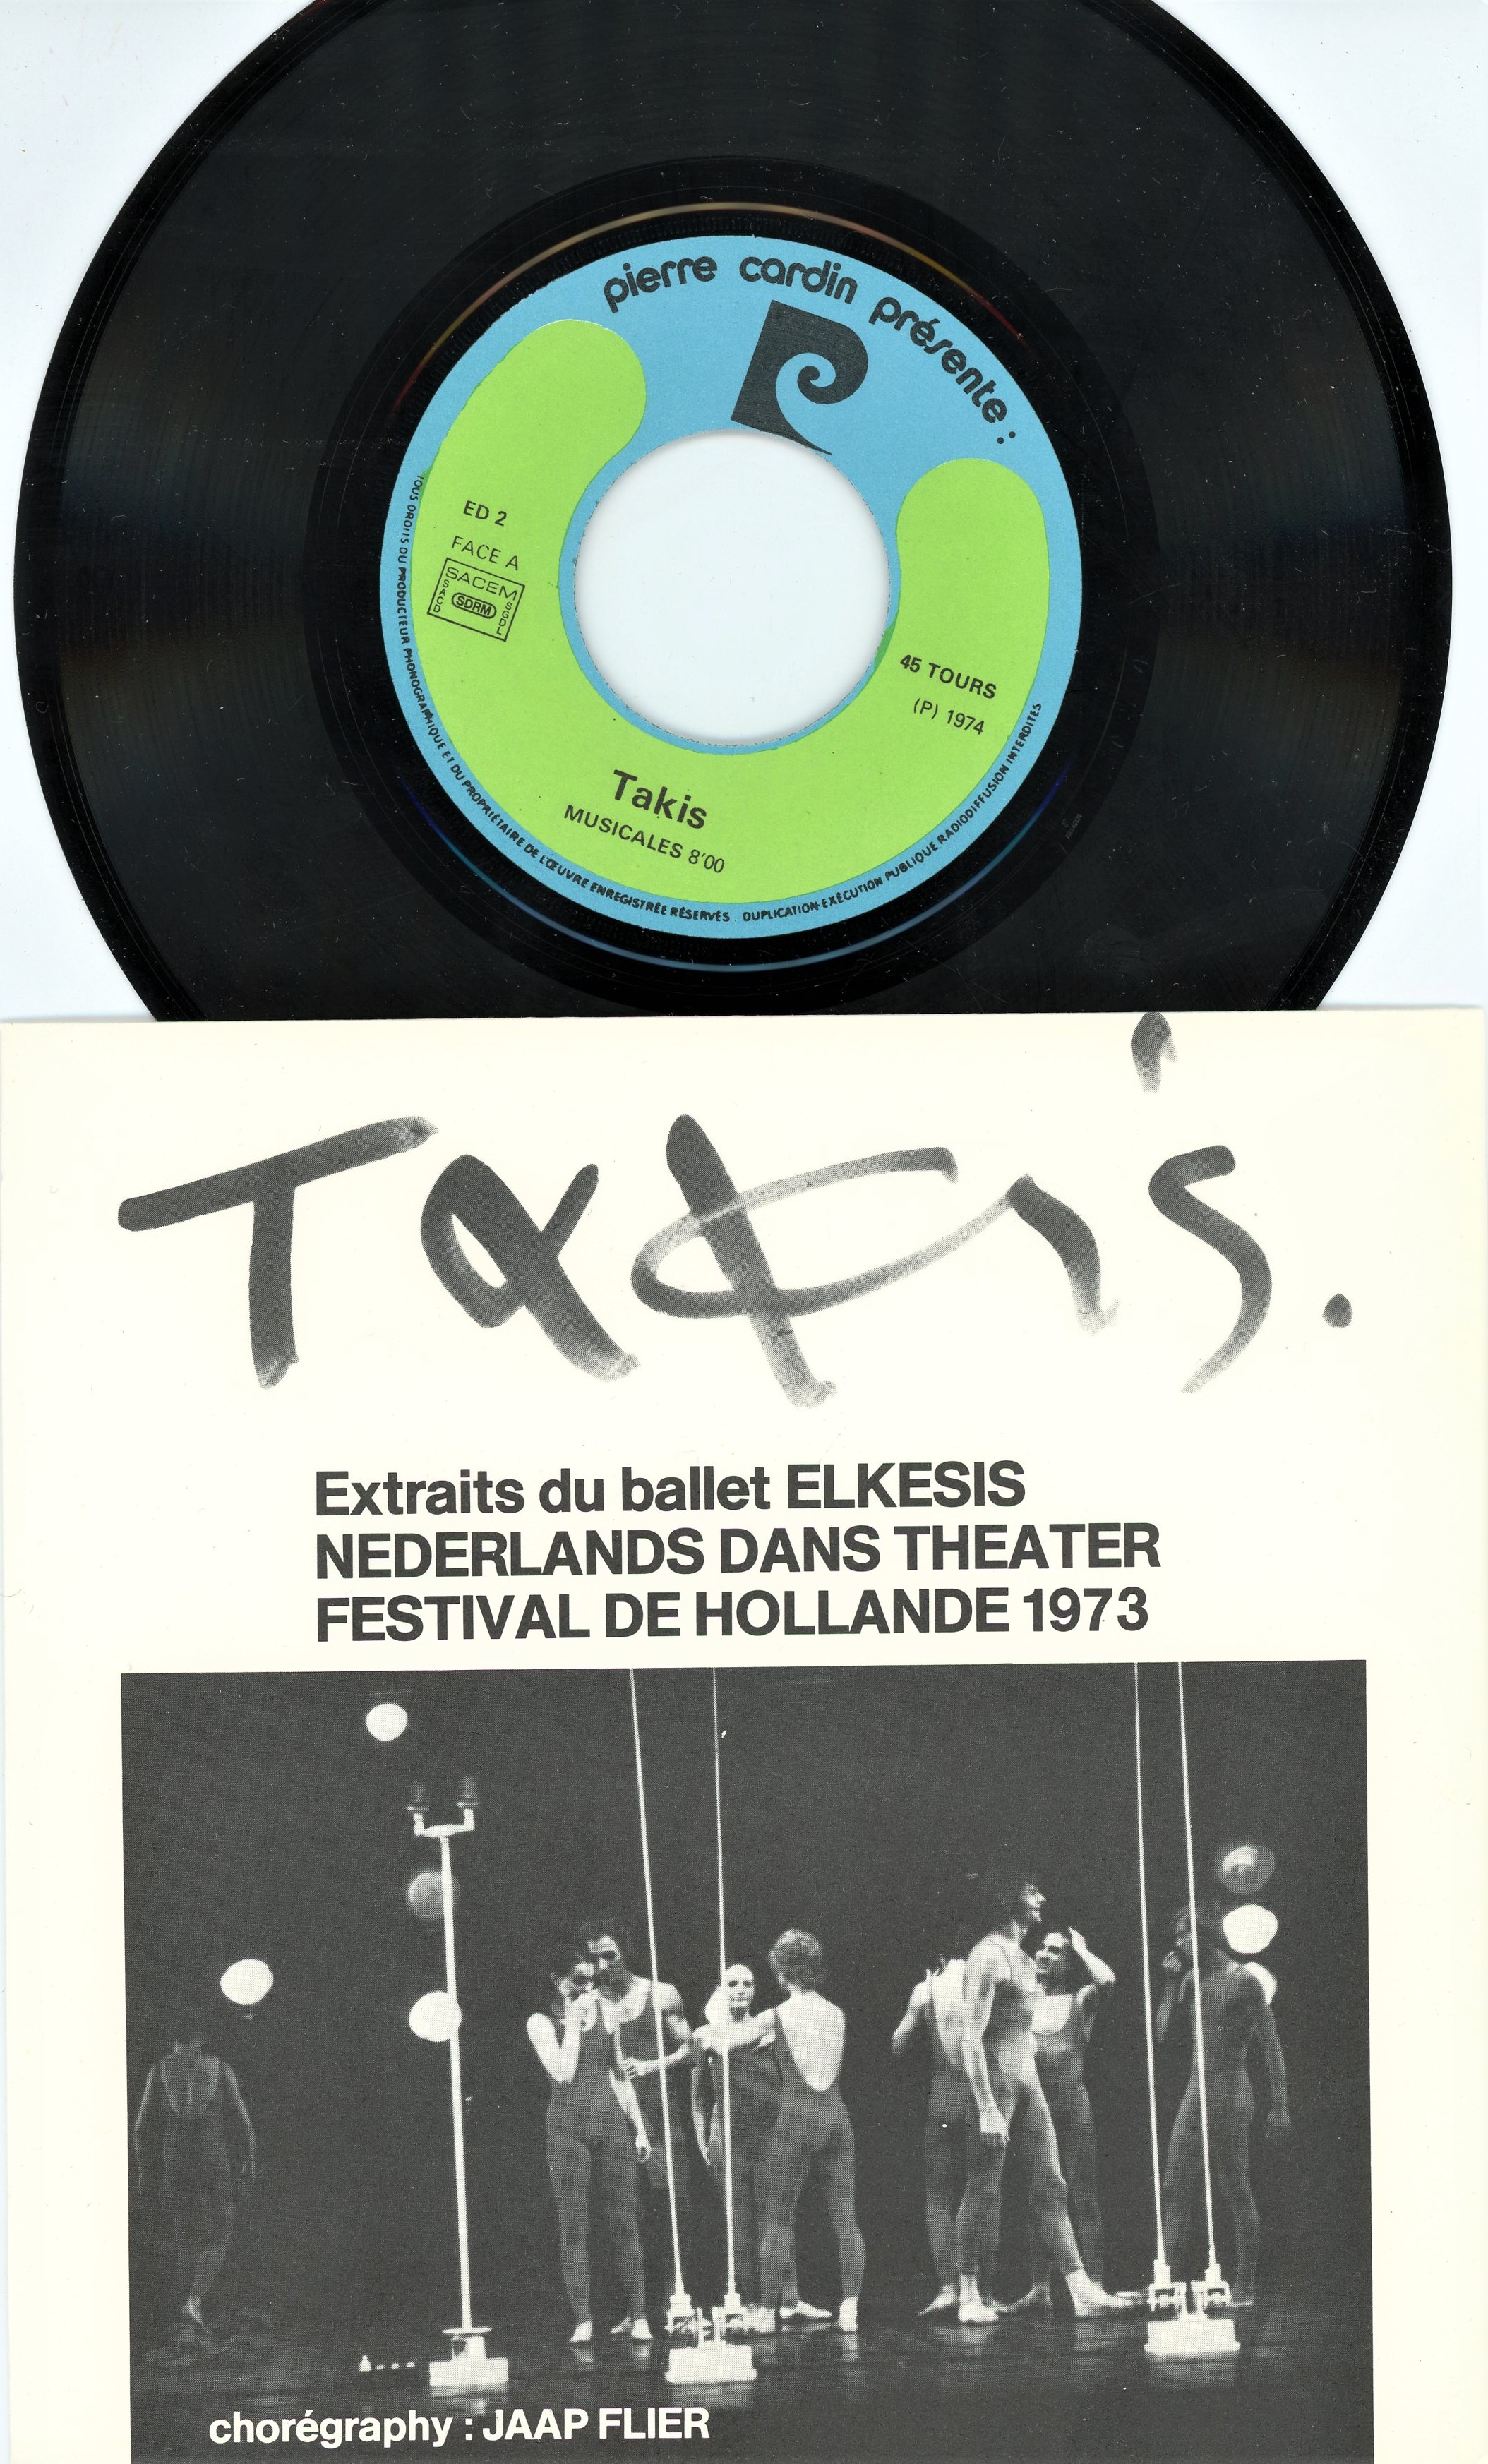 pierre cardin présente :
ED 2
FACE A
SACEM
SACD
SDRM
SGDL
45 TOURS
(P) 1974
Takis
MUSICALES 8'00
TOUS DROITS DU PRODUCTEUR PHONOGRAPHIQUE ET DU PROPRIÉTAIRE DE L'ŒUVRE ENREGISTRÉE RÉSERVÉS . DUPLICATION-EXÉCUTION PUBLIQUE RADIODIFFUSION INTERDITES
Takis.
Extraits du ballet ELKESIS
NEDERLANDS DANS THEATER
FESTIVAL DE HOLLANDE 1973
chorégraphy : JAAP FLIER